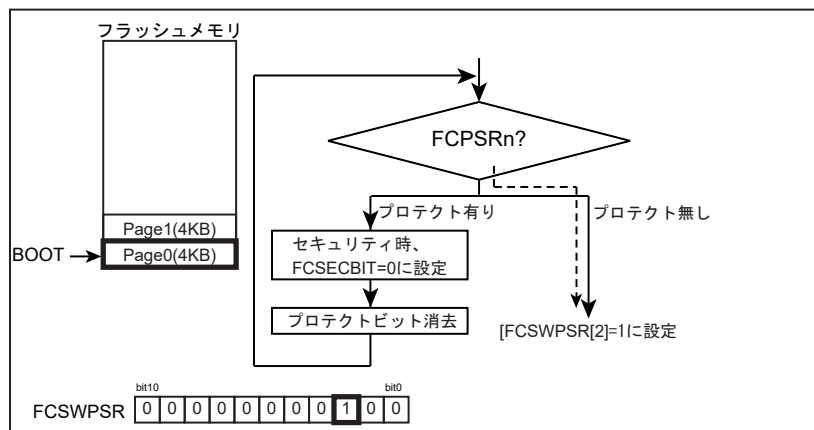 フラッシュメモリ
Page1(4KB)
BOOT
Page0(4KB)
FCPSRn?
プロテクト有り
プロテクト無し
セキュリティ時、
FCSECBIT=0に設定
プロテクトビット消去
[FCSWPSR[2]=1に設定
bit10
bit0
FCSWPSR
0 0 0 0 0 0 0 0 1 0 0